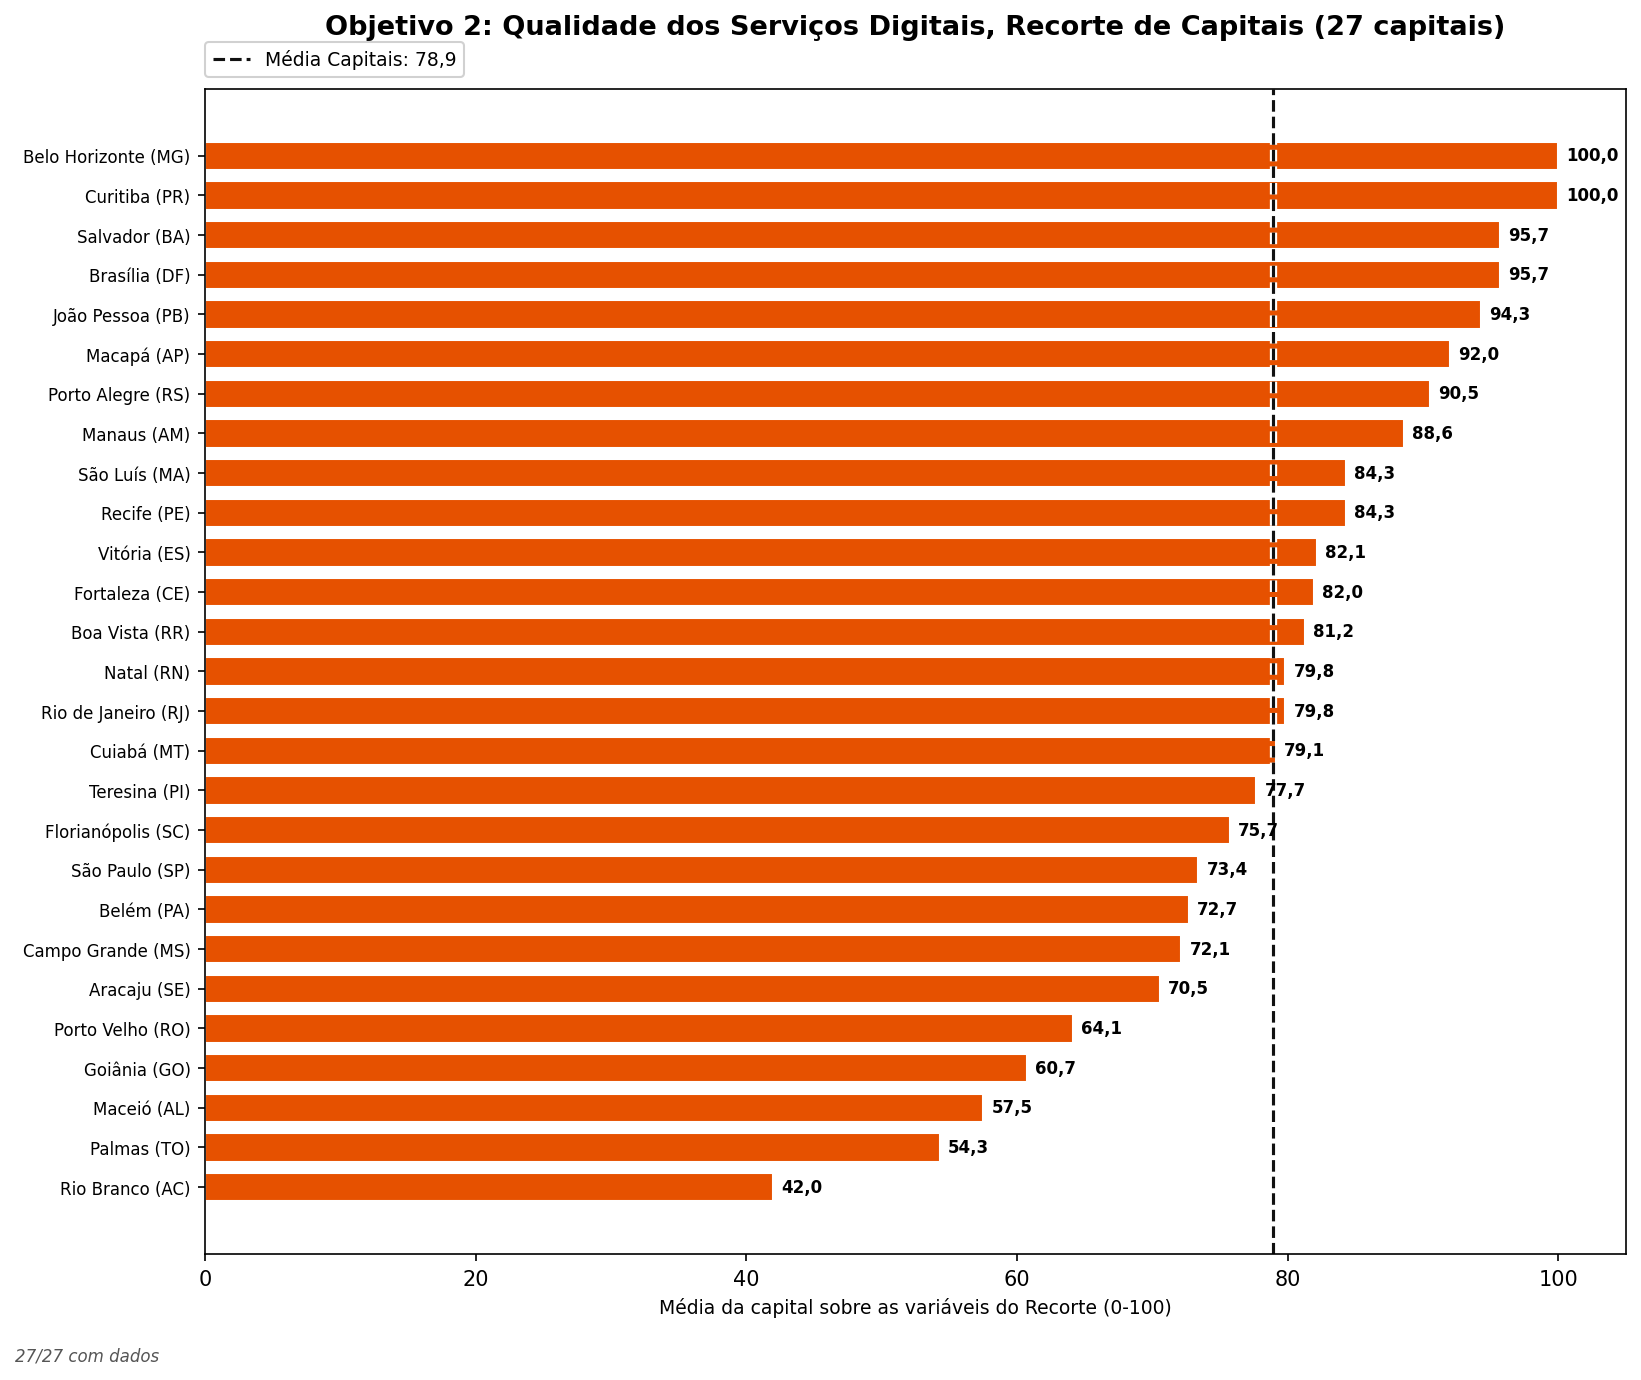 Objetivo 2: Qualidade dos Serviços Digitais, Recorte de Capitais (27 capitais)
Média Capitais: 78,9
Belo Horizonte (MG) 100,0
Curitiba (PR) 100,0
Salvador (BA) 95,7
Brasília (DF) 95,7
João Pessoa (PB) 94,3
Macapá (AP) 92,0
Porto Alegre (RS) 90,5
Manaus (AM) 88,6
São Luís (MA) 84,3
Recife (PE) 84,3
Vitória (ES) 82,1
Fortaleza (CE) 82,0
Boa Vista (RR) 81,2
Natal (RN) 79,8
Rio de Janeiro (RJ) 79,8
Cuiabá (MT) 79,1
Teresina (PI) 77,7
Florianópolis (SC) 75,7
São Paulo (SP) 73,4
Belém (PA) 72,7
Campo Grande (MS) 72,1
Aracaju (SE) 70,5
Porto Velho (RO) 64,1
Goiânia (GO) 60,7
Maceió (AL) 57,5
Palmas (TO) 54,3
Rio Branco (AC) 42,0
0 20 40 60 80 100
Média da capital sobre as variáveis do Recorte (0-100)
27/27 com dados